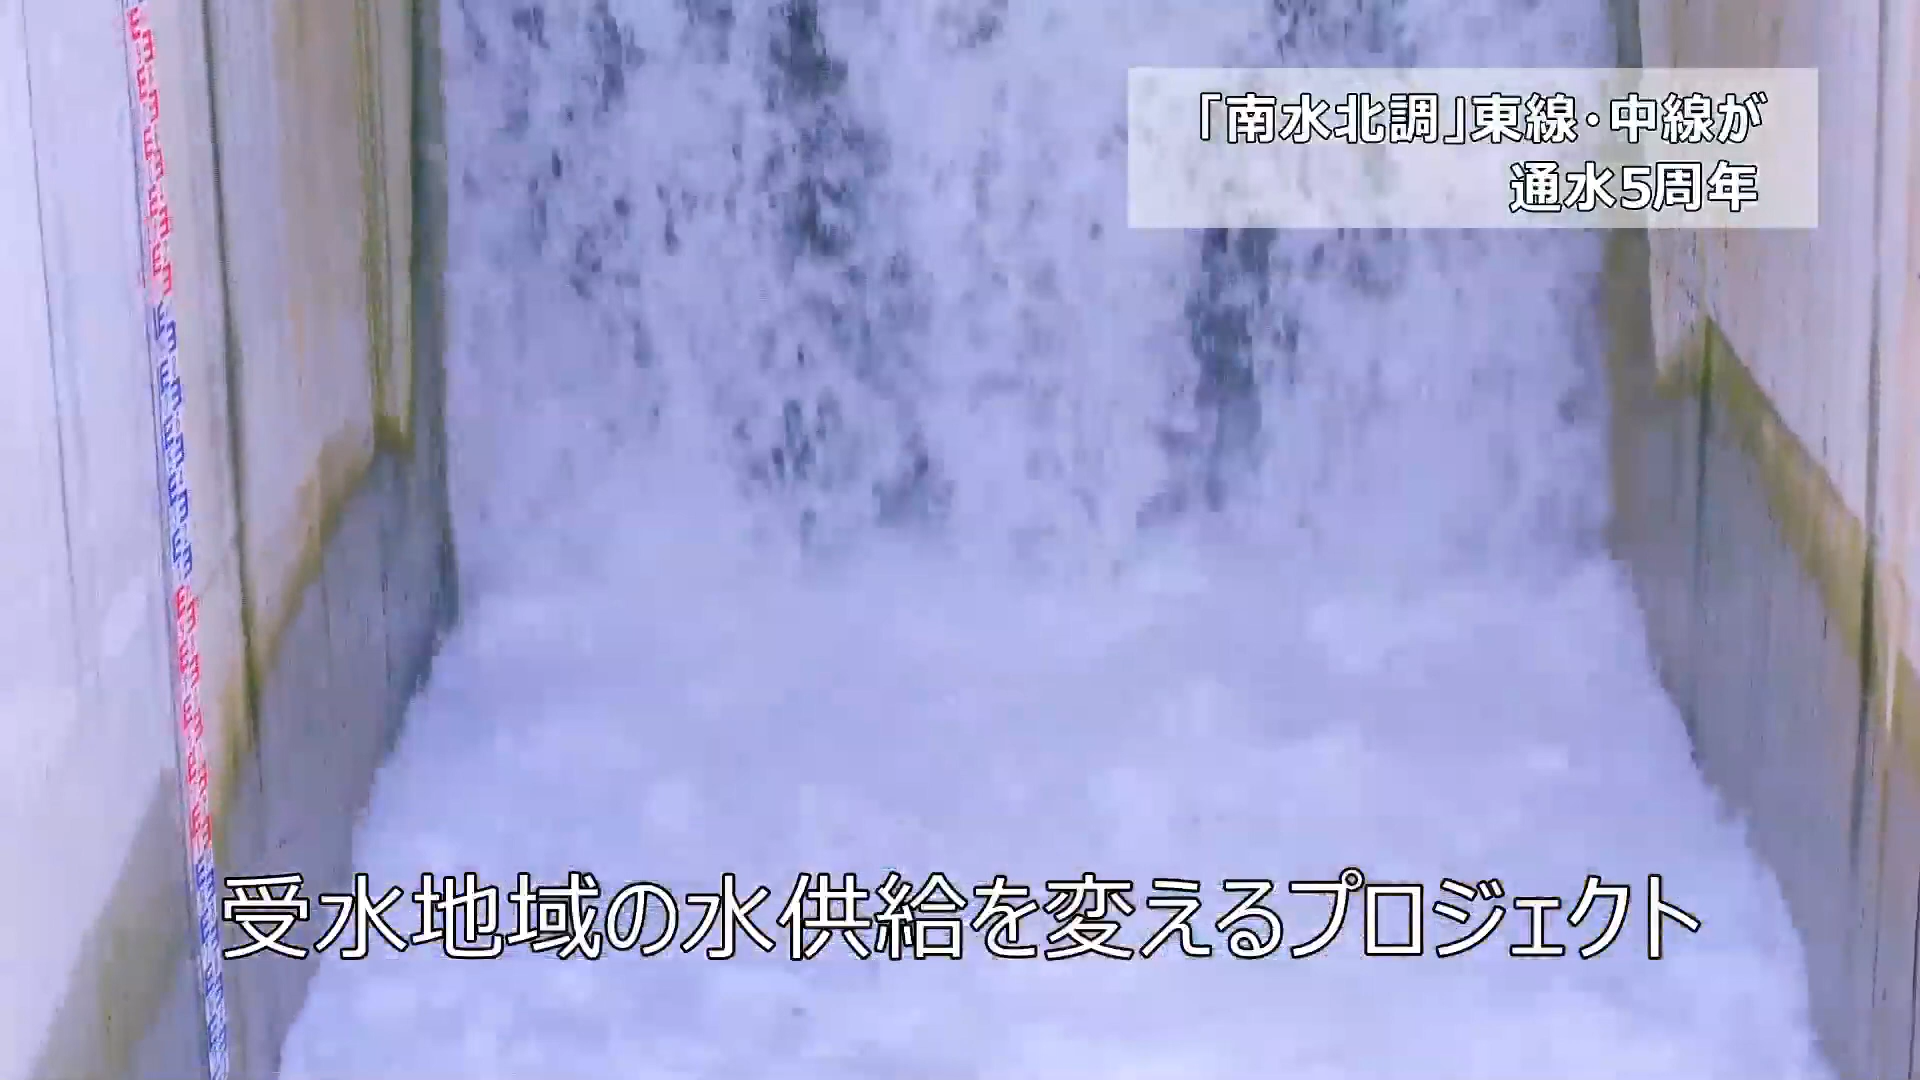 「南水北調」東線・中線が
通水5周年
受水地域の水供給を変えるプロジェクト